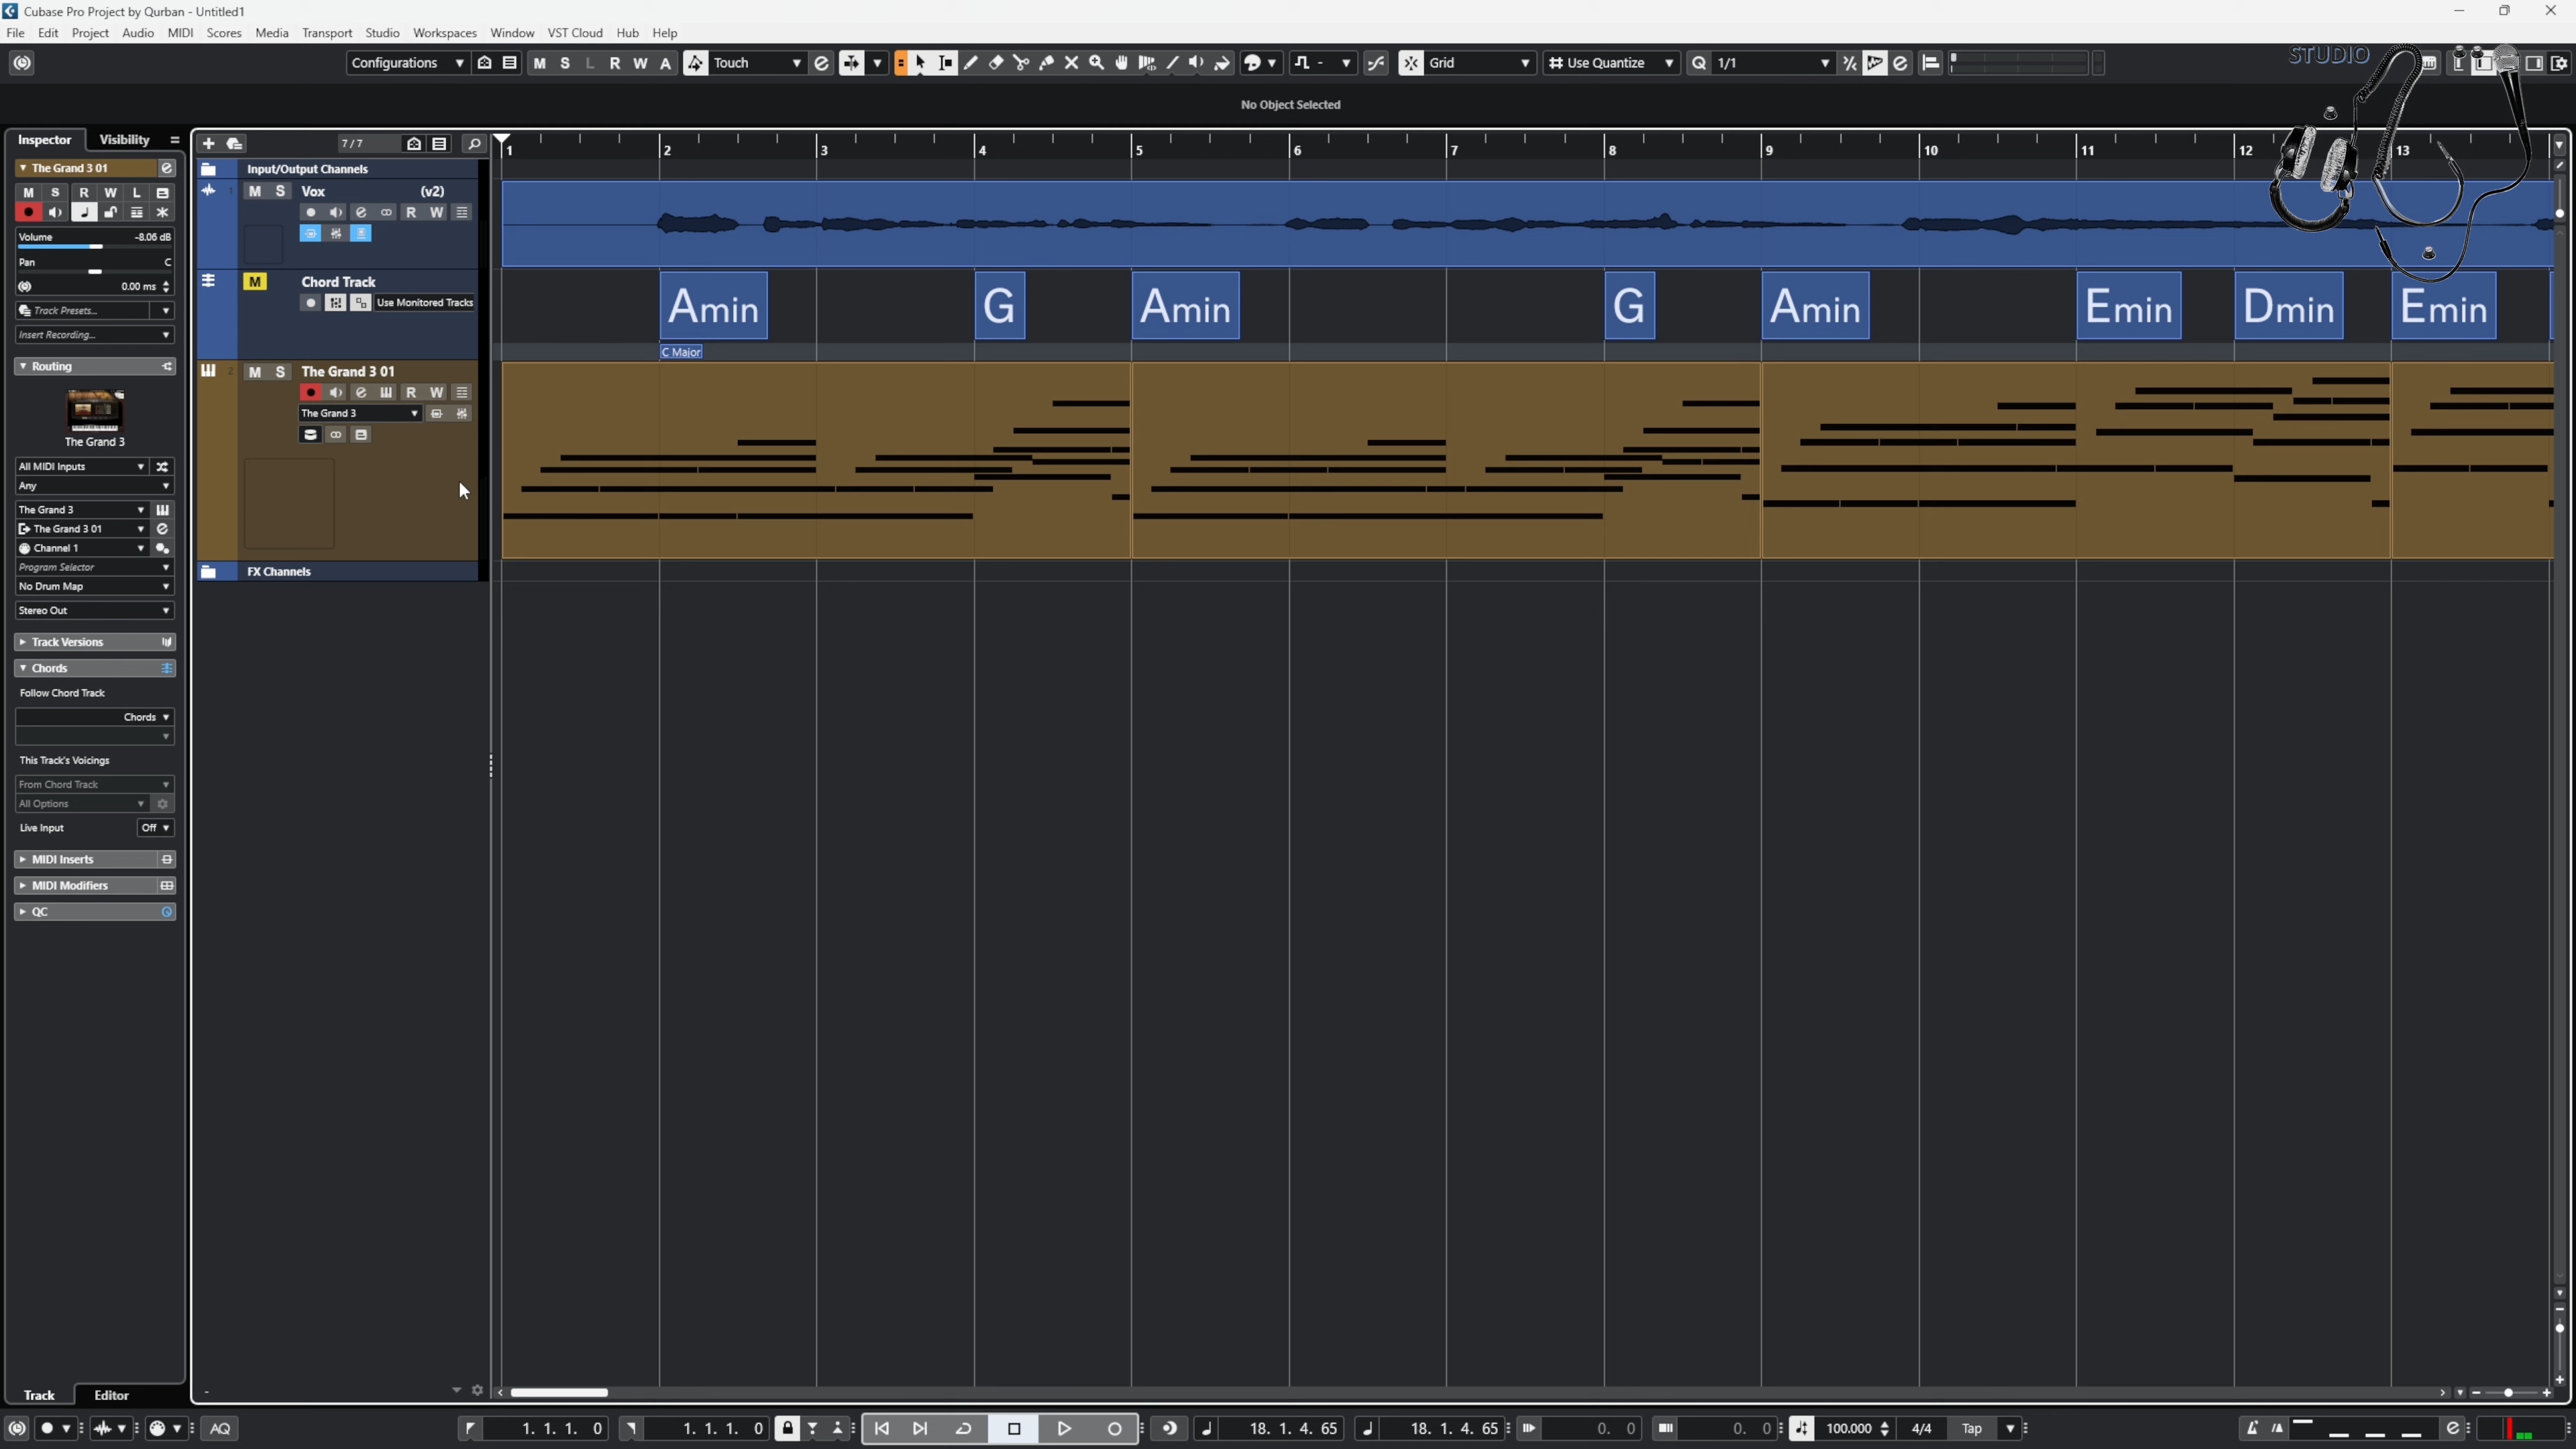 Cubase Pro Project by Qurban - Untitled1
File Edit Project Audio MIDI Scores Media Transport Studio Workspaces Window VST Cloud Hub Help
Configurations M S L R W A Touch - Grid Use Quantize Q 1/1
STUDIO
No Object Selected
Inspector Visibility 7/7
1 2 3 4 5 6 7 8 9 10 11 12 13
The Grand 3 01
M S R W L
Volume -8.06 dB
Pan C
0.00 ms
Track Presets...
Insert Recording...
Routing
The Grand 3
All MIDI Inputs
Any
The Grand 3
The Grand 3 01
Channel 1
Program Selector
No Drum Map
Stereo Out
Track Versions
Chords
Follow Chord Track
Chords
This Track's Voicings
From Chord Track
All Options
Live Input Off
MIDI Inserts
MIDI Modifiers
QC
Track Editor
Input/Output Channels
1 M S Vox (v2)
R W
M Chord Track
Use Monitored Tracks
Amin G Amin G Amin Emin Dmin Emin
C Major
2 M S The Grand 3 01
R W
The Grand 3
FX Channels
AQ 1. 1. 1. 0 1. 1. 1. 0 18. 1. 4. 65 18. 1. 4. 65 0. 0 0. 0 100.000 4/4 Tap